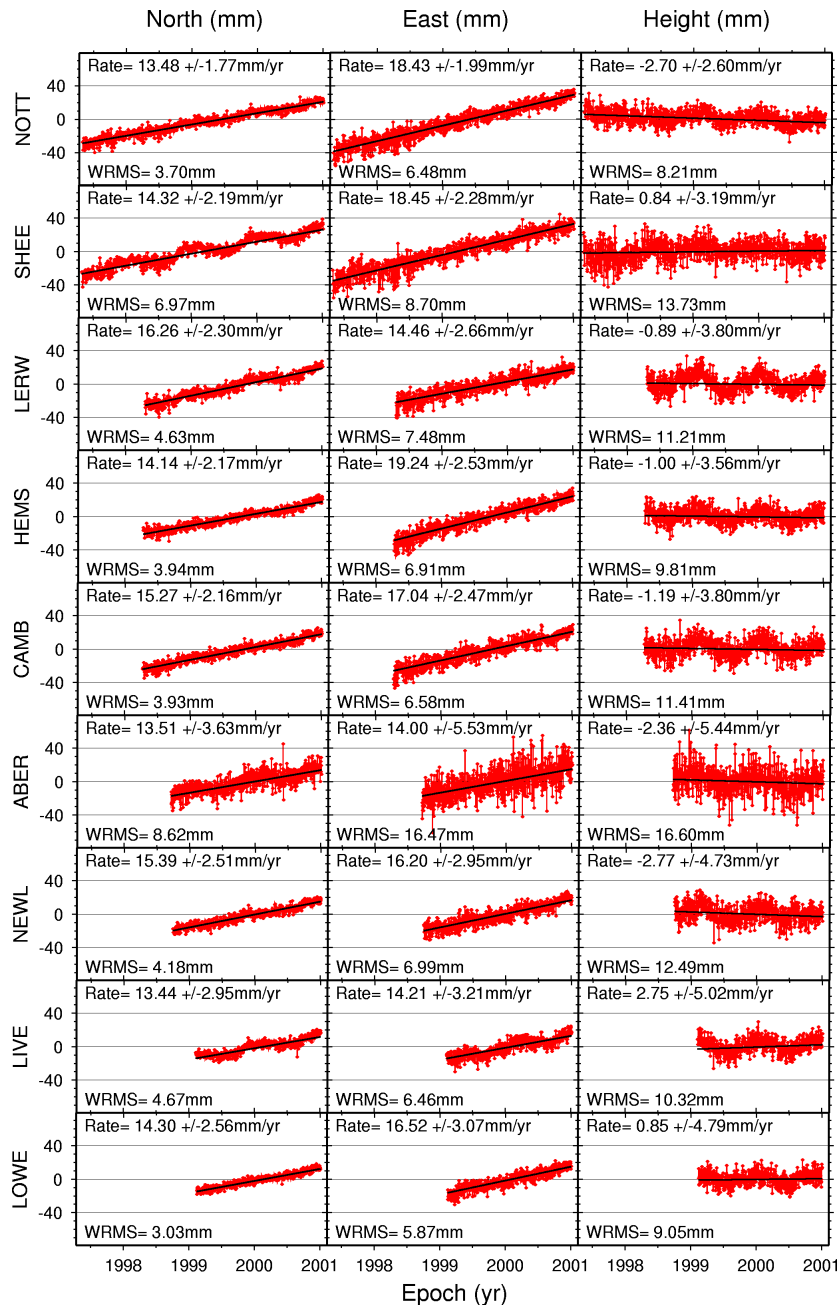 North (mm) East (mm) Height (mm)
NOTT
Rate= 13.48 +/-1.77mm/yr Rate= 18.43 +/-1.99mm/yr Rate= -2.70 +/-2.60mm/yr
40
0
-40
WRMS= 3.70mm WRMS= 6.48mm WRMS= 8.21mm
SHEE
Rate= 14.32 +/-2.19mm/yr Rate= 18.45 +/-2.28mm/yr Rate= 0.84 +/-3.19mm/yr
40
0
-40
WRMS= 6.97mm WRMS= 8.70mm WRMS= 13.73mm
LERW
Rate= 16.26 +/-2.30mm/yr Rate= 14.46 +/-2.66mm/yr Rate= -0.89 +/-3.80mm/yr
40
0
-40
WRMS= 4.63mm WRMS= 7.48mm WRMS= 11.21mm
HEMS
Rate= 14.14 +/-2.17mm/yr Rate= 19.24 +/-2.53mm/yr Rate= -1.00 +/-3.56mm/yr
40
0
-40
WRMS= 3.94mm WRMS= 6.91mm WRMS= 9.81mm
CAMB
Rate= 15.27 +/-2.16mm/yr Rate= 17.04 +/-2.47mm/yr Rate= -1.19 +/-3.80mm/yr
40
0
-40
WRMS= 3.93mm WRMS= 6.58mm WRMS= 11.41mm
ABER
Rate= 13.51 +/-3.63mm/yr Rate= 14.00 +/-5.53mm/yr Rate= -2.36 +/-5.44mm/yr
40
0
-40
WRMS= 8.62mm WRMS= 16.47mm WRMS= 16.60mm
NEWL
Rate= 15.39 +/-2.51mm/yr Rate= 16.20 +/-2.95mm/yr Rate= -2.77 +/-4.73mm/yr
40
0
-40
WRMS= 4.18mm WRMS= 6.99mm WRMS= 12.49mm
LIVE
Rate= 13.44 +/-2.95mm/yr Rate= 14.21 +/-3.21mm/yr Rate= 2.75 +/-5.02mm/yr
40
0
-40
WRMS= 4.67mm WRMS= 6.46mm WRMS= 10.32mm
LOWE
Rate= 14.30 +/-2.56mm/yr Rate= 16.52 +/-3.07mm/yr Rate= 0.85 +/-4.79mm/yr
40
0
-40
WRMS= 3.03mm WRMS= 5.87mm WRMS= 9.05mm
1998 1999 2000 2001 1998 1999 2000 2001 1998 1999 2000 2001
Epoch (yr)